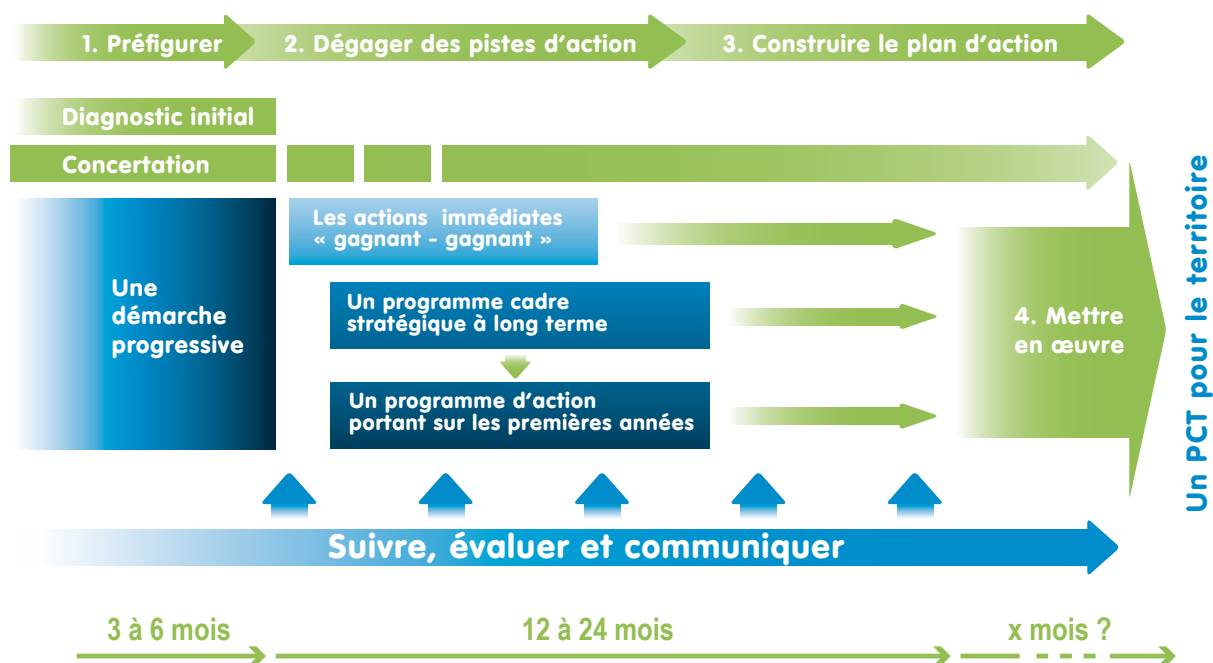 1. Préfigurer
2. Dégager des pistes d'action
3. Construire le plan d'action
Diagnostic initial
Concertation
Une
démarche
progressive
Les actions immédiates
« gagnant - gagnant »
Un programme cadre
stratégique à long terme
Un programme d'action
portant sur les premières années
4. Mettre
en œuvre
Un PCT pour le territoire
Suivre, évaluer et communiquer
3 à 6 mois
12 à 24 mois
x mois ?